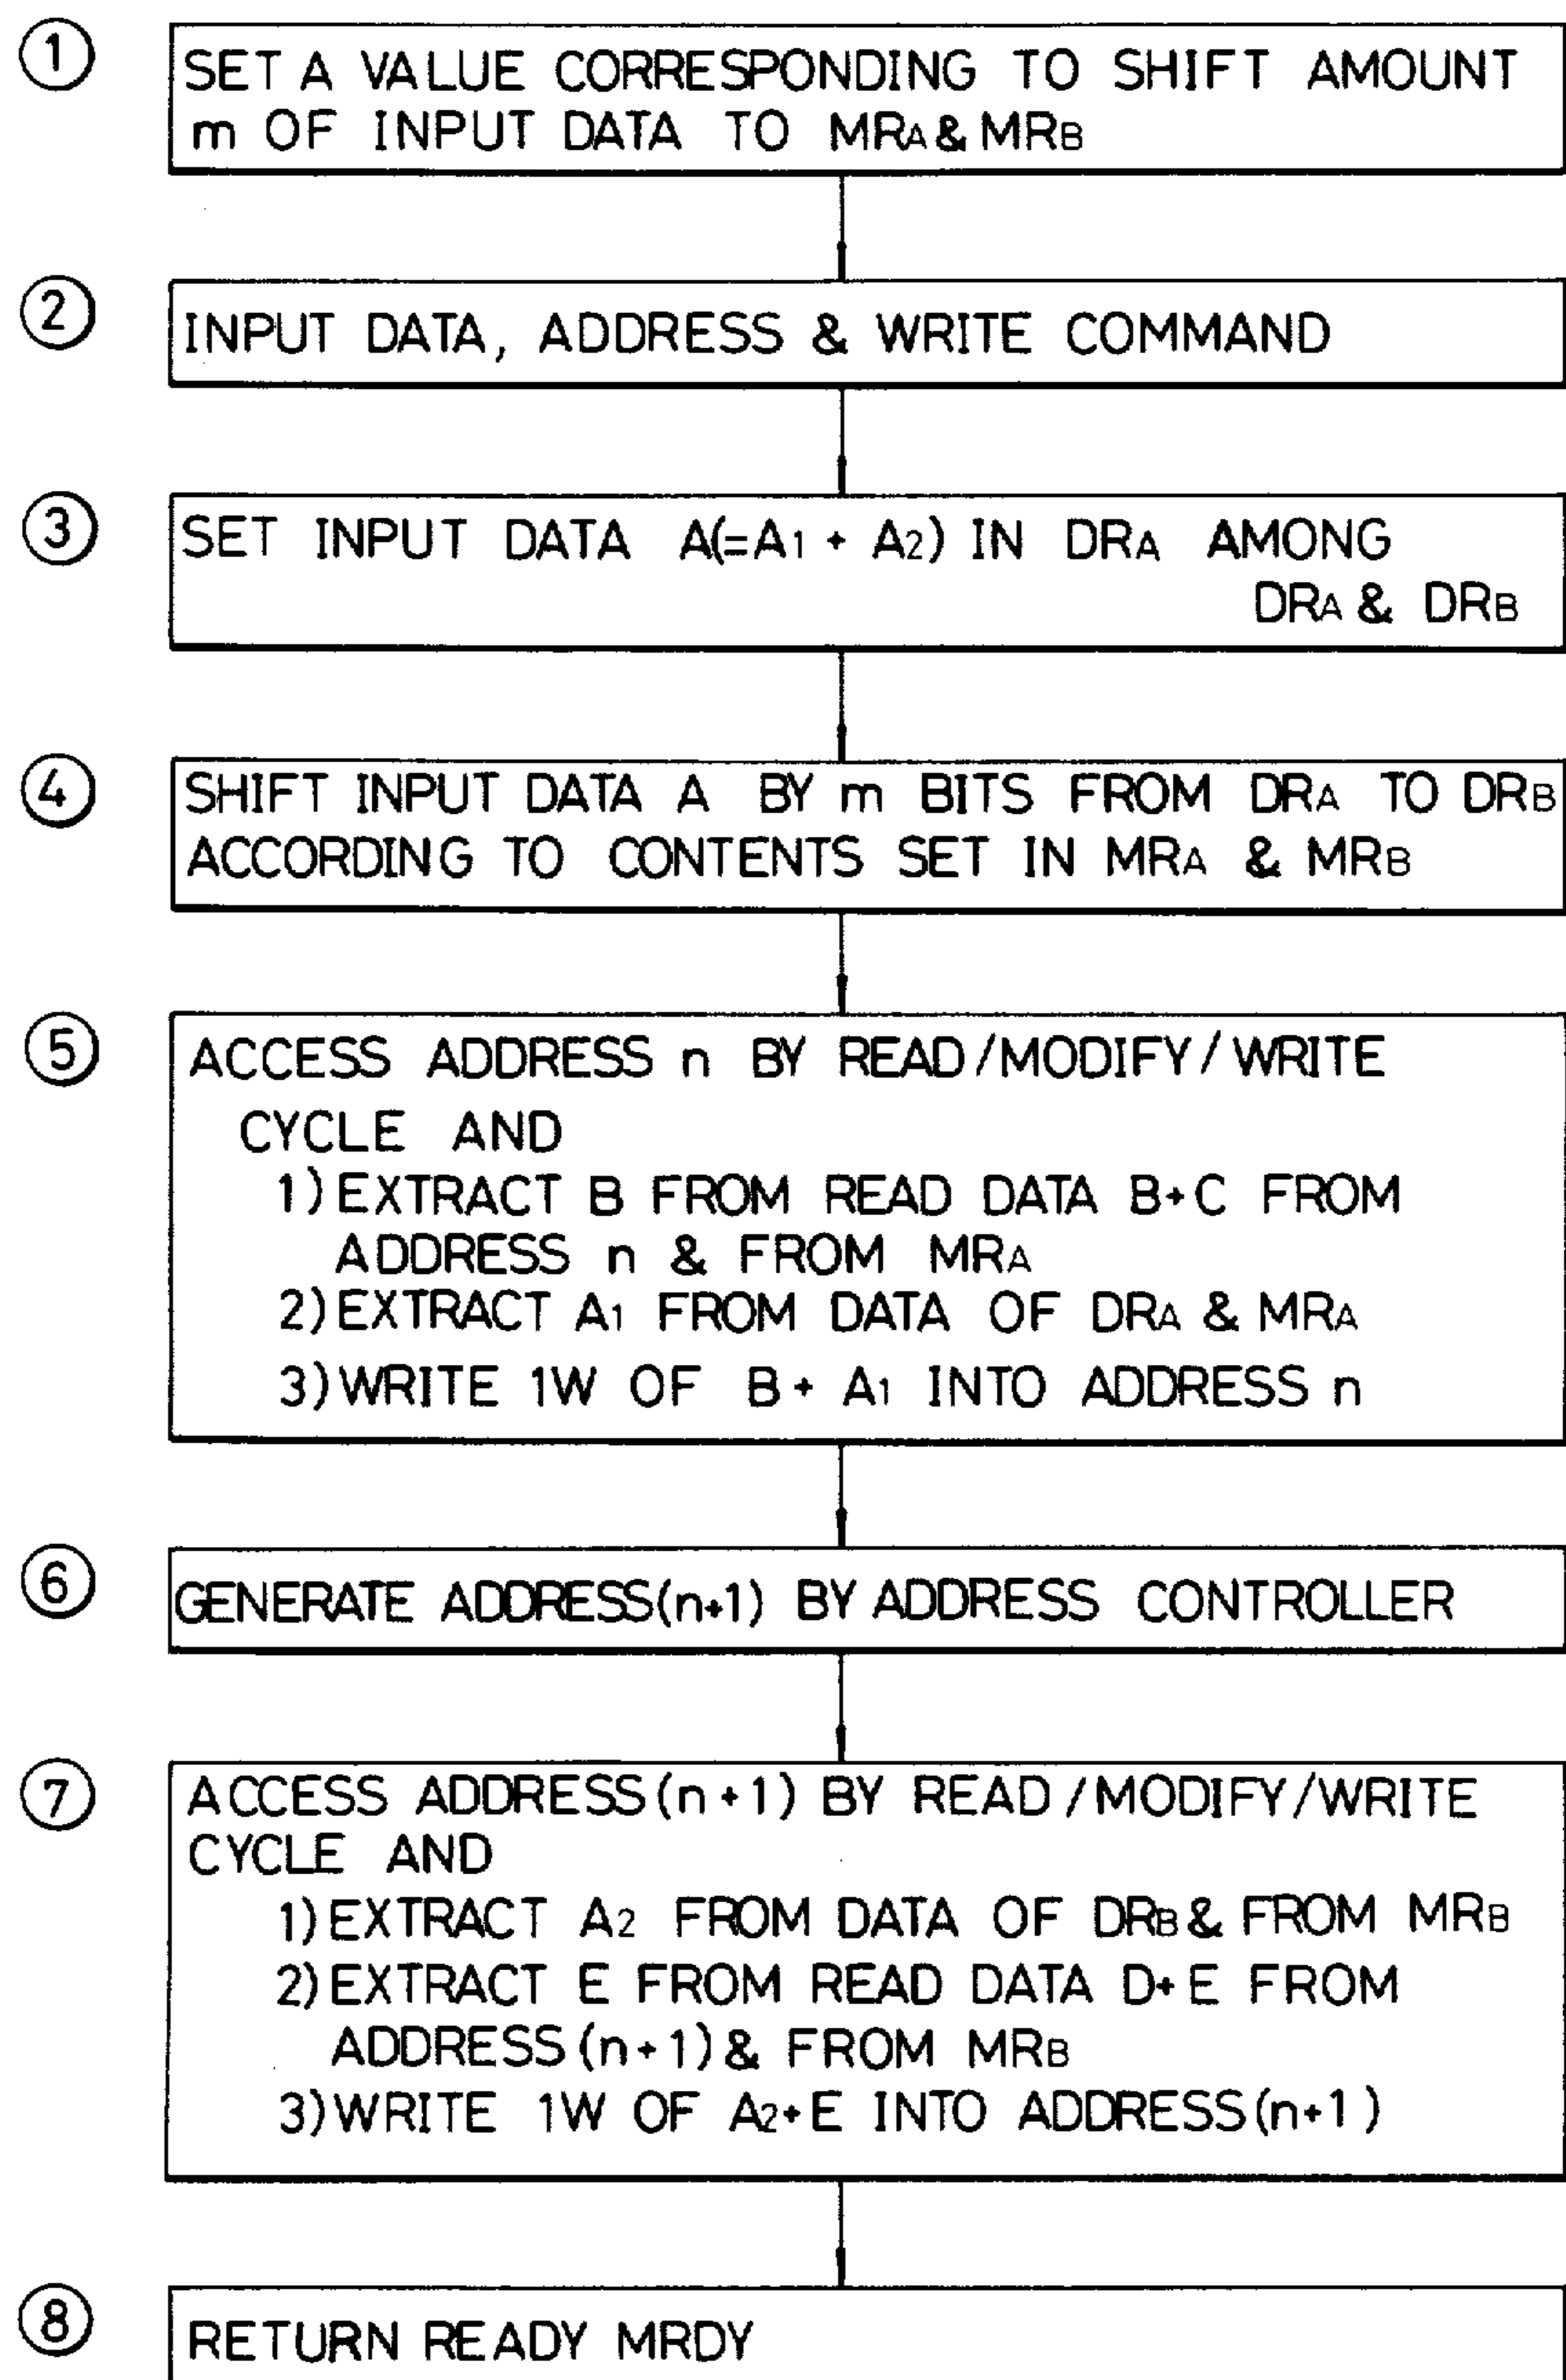 ① SET A VALUE CORRESPONDING TO SHIFT AMOUNT
m OF INPUT DATA TO MRA & MRB
② INPUT DATA, ADDRESS & WRITE COMMAND
③ SET INPUT DATA A(=A1 + A2) IN DRA AMONG
DRA & DRB
④ SHIFT INPUT DATA A BY m BITS FROM DRA TO DRB
ACCORDING TO CONTENTS SET IN MRA & MRB
⑤ ACCESS ADDRESS n BY READ/MODIFY/WRITE
CYCLE AND
1) EXTRACT B FROM READ DATA B+C FROM
ADDRESS n & FROM MRA
2) EXTRACT A1 FROM DATA OF DRA & MRA
3) WRITE 1W OF B + A1 INTO ADDRESS n
⑥ GENERATE ADDRESS(n+1) BY ADDRESS CONTROLLER
⑦ ACCESS ADDRESS(n+1) BY READ/MODIFY/WRITE
CYCLE AND
1) EXTRACT A2 FROM DATA OF DRB & FROM MRB
2) EXTRACT E FROM READ DATA D+E FROM
ADDRESS(n+1) & FROM MRB
3) WRITE 1W OF A2+E INTO ADDRESS(n+1)
⑧ RETURN READY MRDY